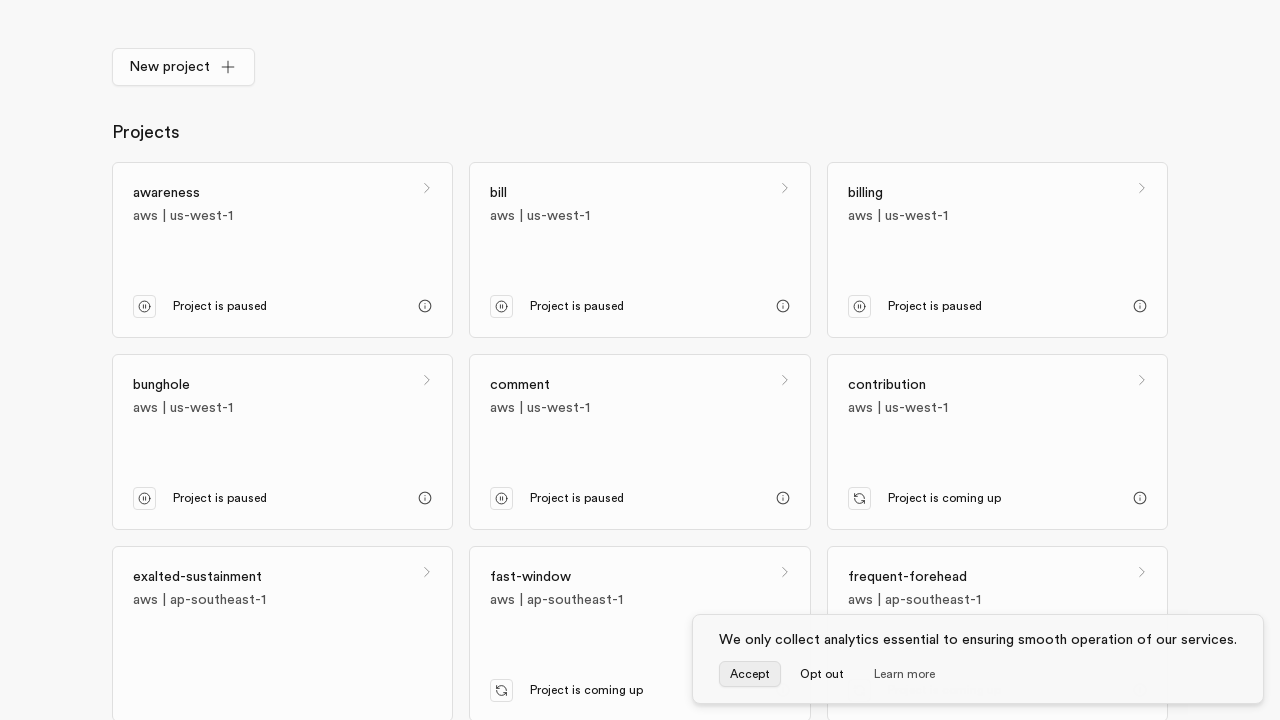 New project
Projects
awareness
aws | us-west-1
Project is paused
bill
aws | us-west-1
Project is paused
billing
aws | us-west-1
Project is paused
bunghole
aws | us-west-1
Project is paused
comment
aws | us-west-1
Project is paused
contribution
aws | us-west-1
Project is coming up
exalted-sustainment
aws | ap-southeast-1
fast-window
aws | ap-southeast-1
Project is coming up
frequent-forehead
aws | ap-southeast-1
We only collect analytics essential to ensuring smooth operation of our services.
Accept
Opt out
Learn more